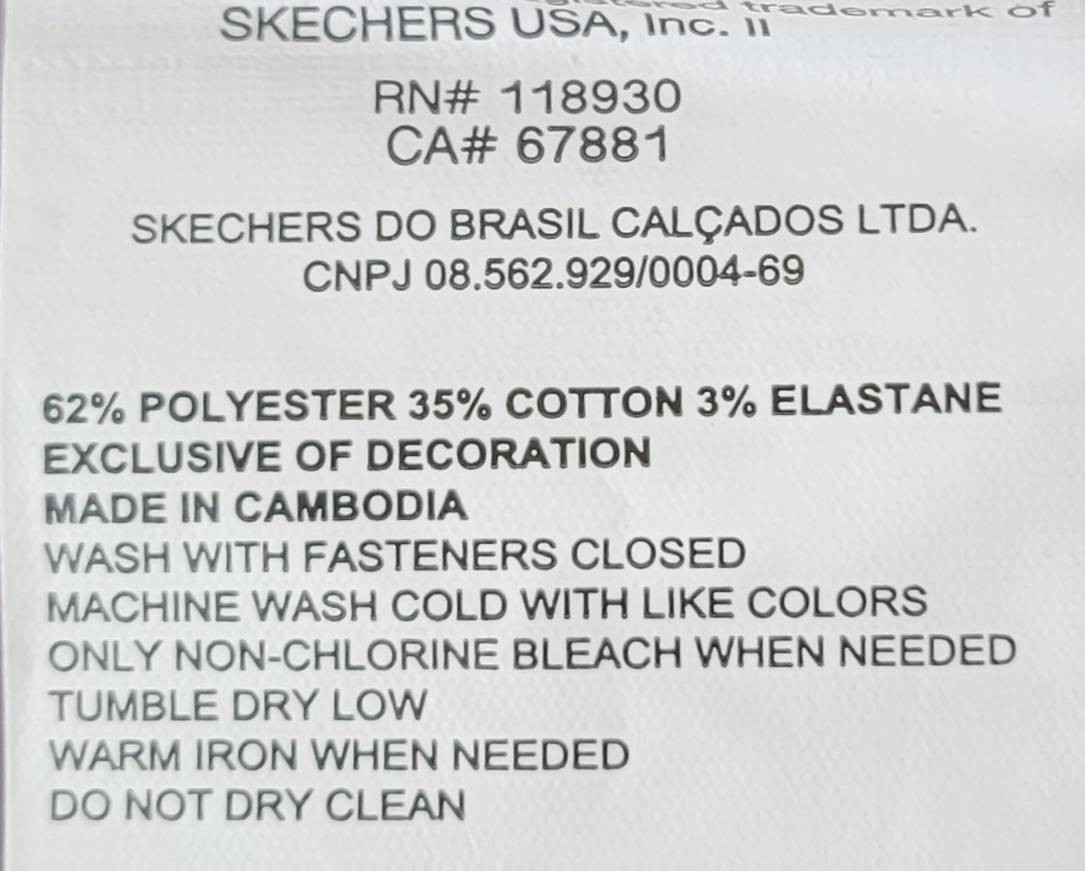 trademark of
SKECHERS USA, Inc. II
RN# 118930
CA# 67881
SKECHERS DO BRASIL CALÇADOS LTDA.
CNPJ 08.562.929/0004-69
62% POLYESTER 35% COTTON 3% ELASTANE
EXCLUSIVE OF DECORATION
MADE IN CAMBODIA
WASH WITH FASTENERS CLOSED
MACHINE WASH COLD WITH LIKE COLORS
ONLY NON-CHLORINE BLEACH WHEN NEEDED
TUMBLE DRY LOW
WARM IRON WHEN NEEDED
DO NOT DRY CLEAN